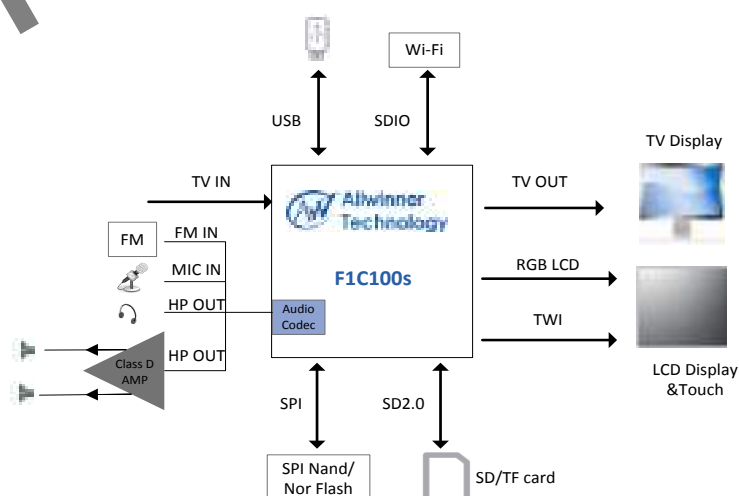 Wi-Fi
USB
SDIO
TV Display
TV IN
Allwinner
Technology
TV OUT
FM
FM IN
MIC IN
F1C100s
RGB LCD
HP OUT
Audio
Codec
TWI
HP OUT
Class D
AMP
LCD Display
&Touch
SPI
SD2.0
SPI Nand/
Nor Flash
SD/TF card